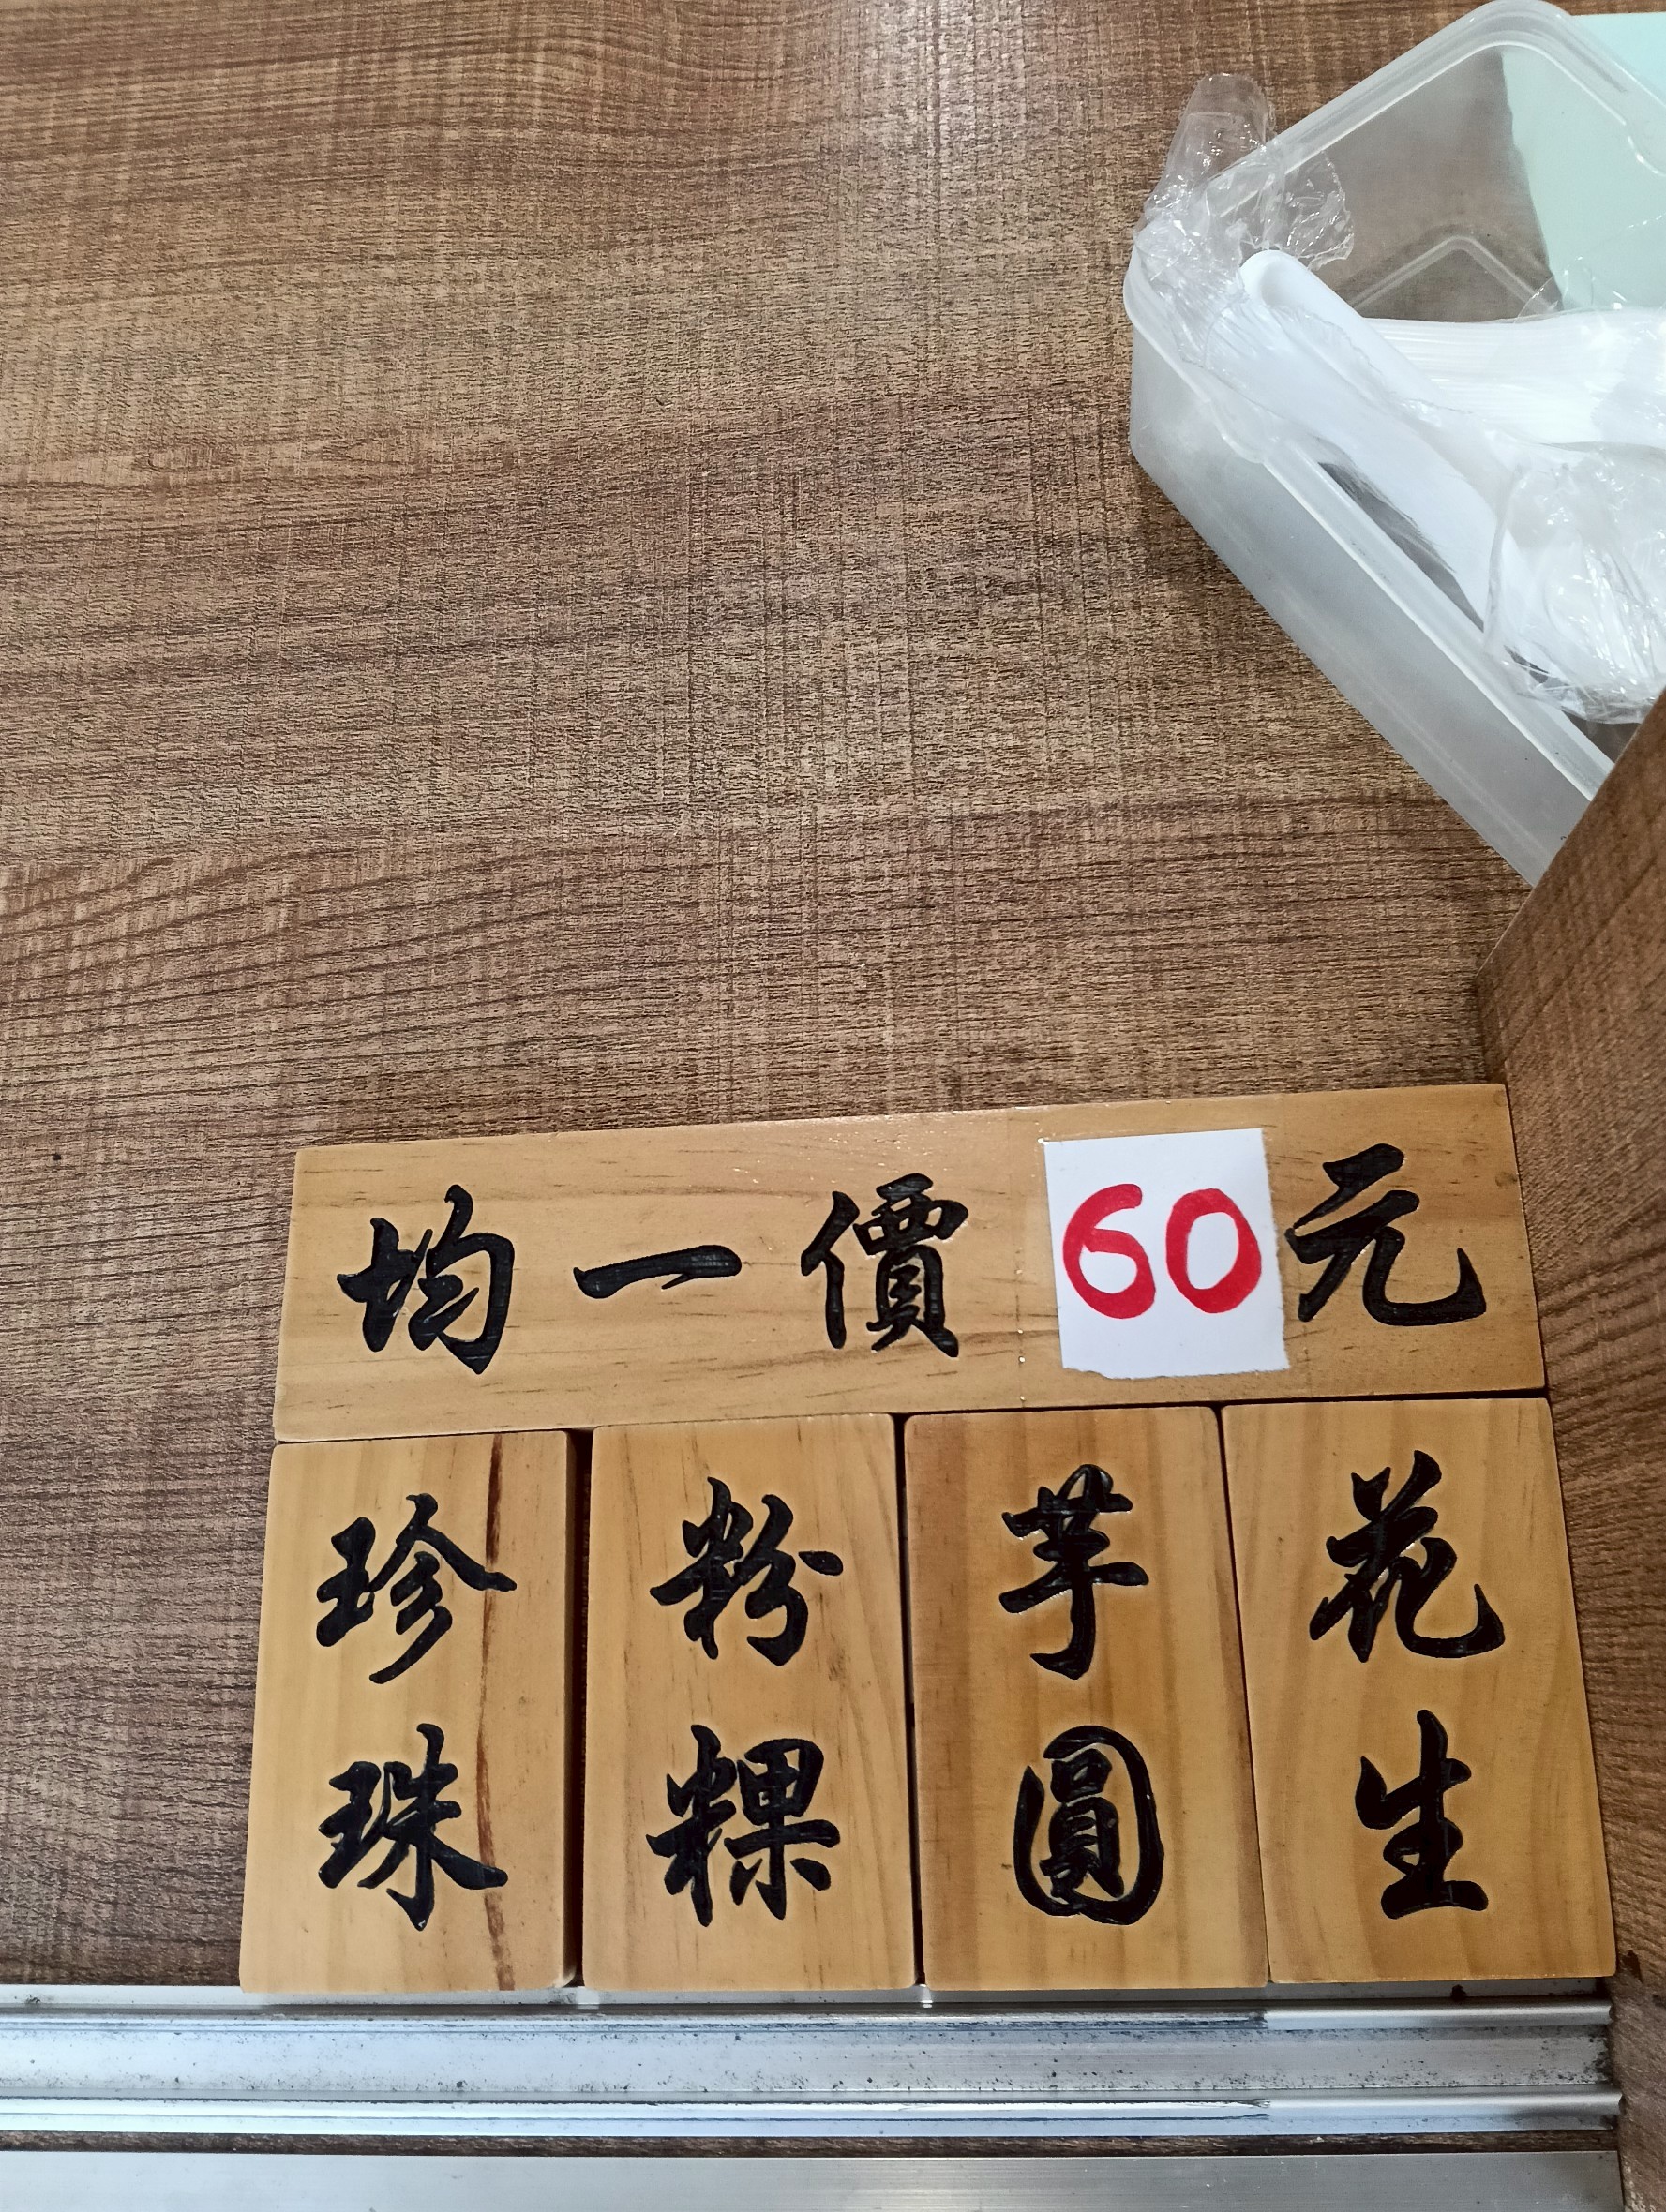 均一價60元
珍珠
粉粿
芋圓
花生